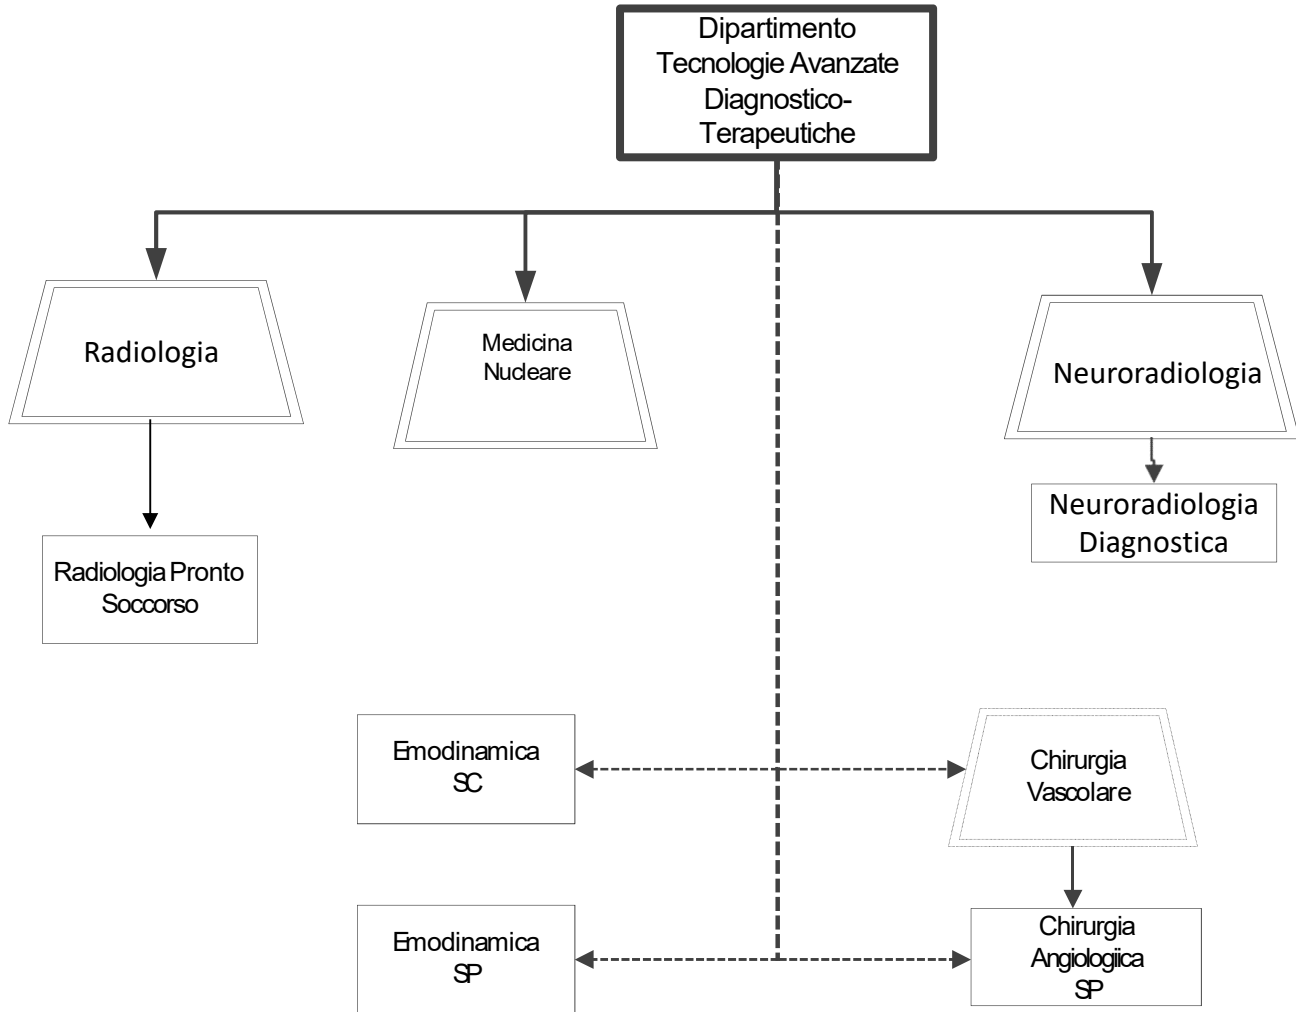 Dipartimento
Tecnologie Avanzate
Diagnostico-
Terapeutiche
Radiologia
Medicina
Nucleare
Neuroradiologia
Neuroradiologia
Diagnostica
Radiologia Pronto
Soccorso
Emodinamica
SC
Chirurgia
Vascolare
Emodinamica
SP
Chirurgia
Angiologiica
SP